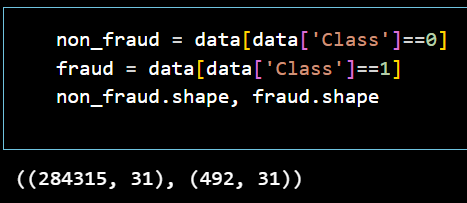 non_fraud = data[data['Class']==0]
fraud = data[data['Class']==1]
non_fraud.shape, fraud.shape
((284315, 31), (492, 31))